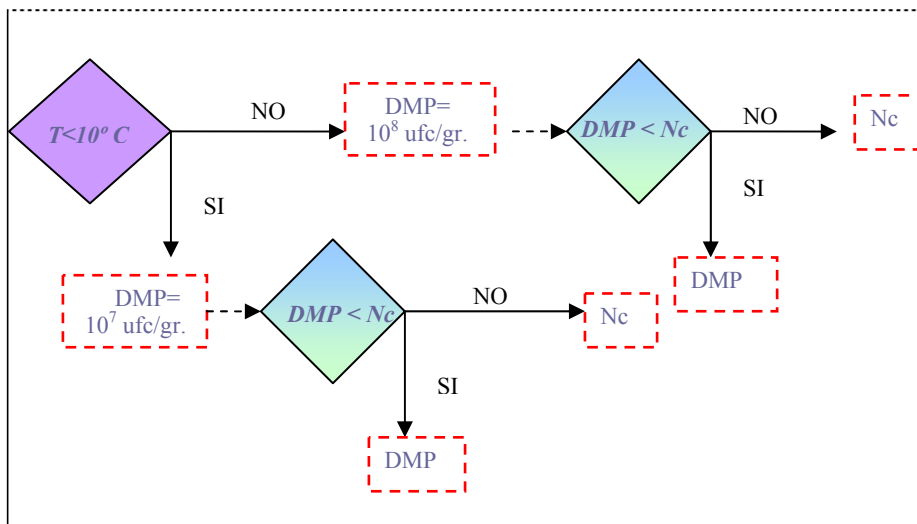 T<10º C
NO
DMP=
10⁸ ufc/gr.
DMP < Nc
NO
Nc
SI
SI
DMP
DMP=
10⁷ ufc/gr.
DMP < Nc
NO
Nc
SI
DMP